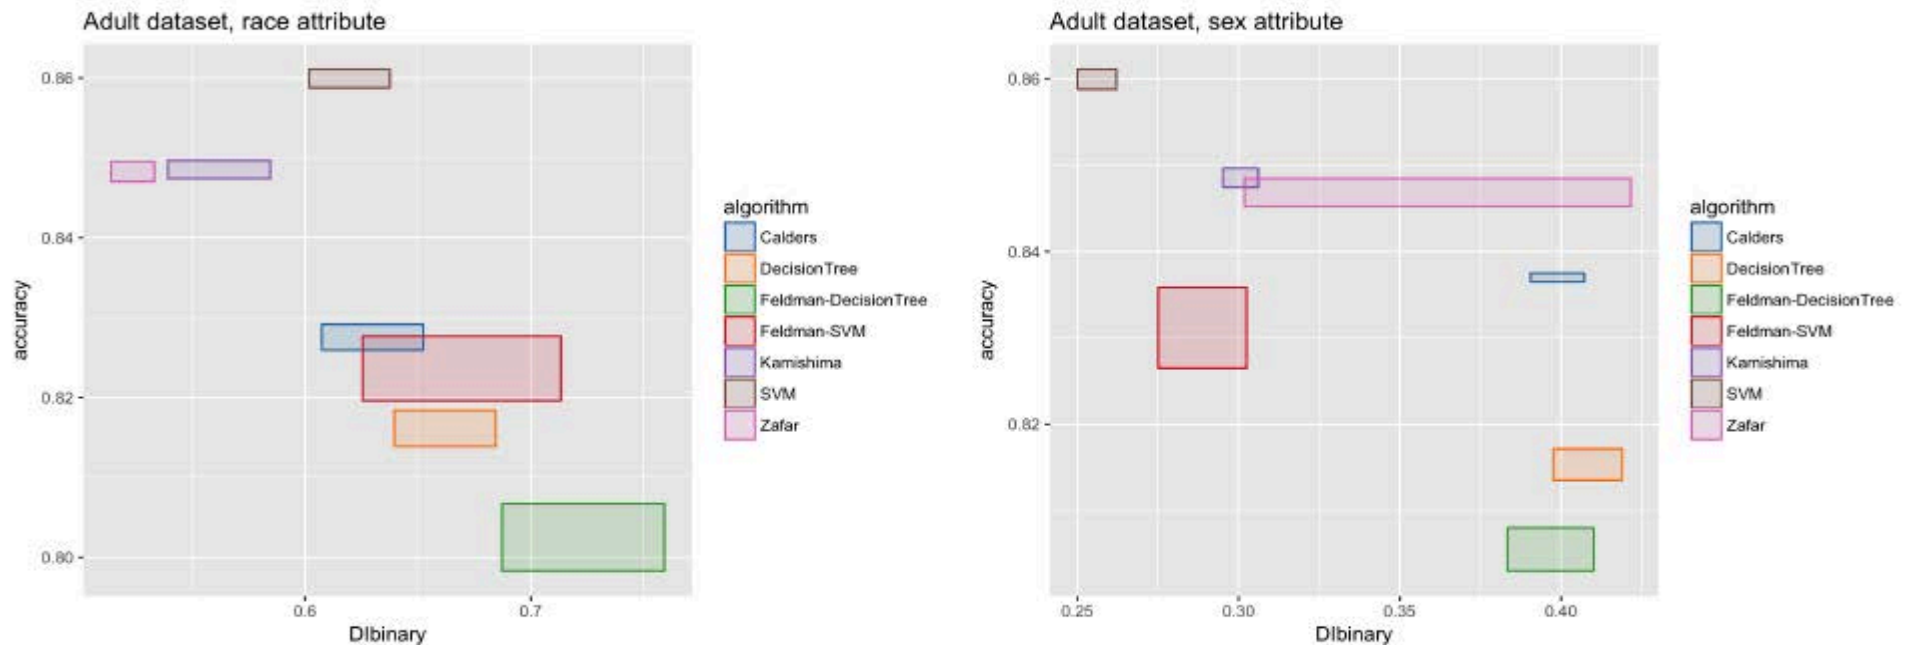 Adult dataset, race attribute
0.86
0.84
0.82
0.80
accuracy
0.6 0.7
DIbinary
algorithm
Calders
DecisionTree
Feldman-DecisionTree
Feldman-SVM
Kamishima
SVM
Zafar
Adult dataset, sex attribute
0.86
0.84
0.82
accuracy
0.25 0.30 0.35 0.40
DIbinary
algorithm
Calders
DecisionTree
Feldman-DecisionTree
Feldman-SVM
Kamishima
SVM
Zafar